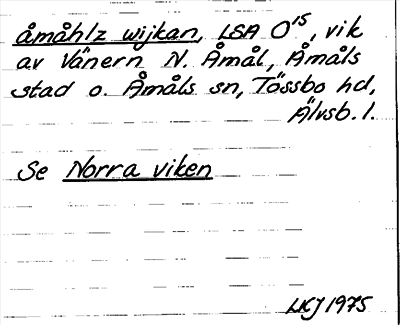 åmåhlz wijkan, LSA O¹⁵, vik
av Vänern N. Åmål, Åmåls
stad o. Åmåls sn, Tössbo hd,
Älvsb. l.
Se Norra viken
LKJ 1975